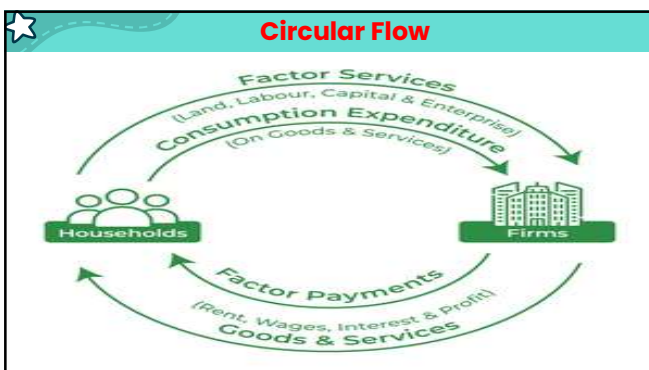 Circular Flow
Factor Services
(Land, Labour, Capital & Enterprise)
Consumption Expenditure
(On Goods & Services)
Households
Firms
Factor Payments
(Rent, Wages, Interest & Profit)
Goods & Services